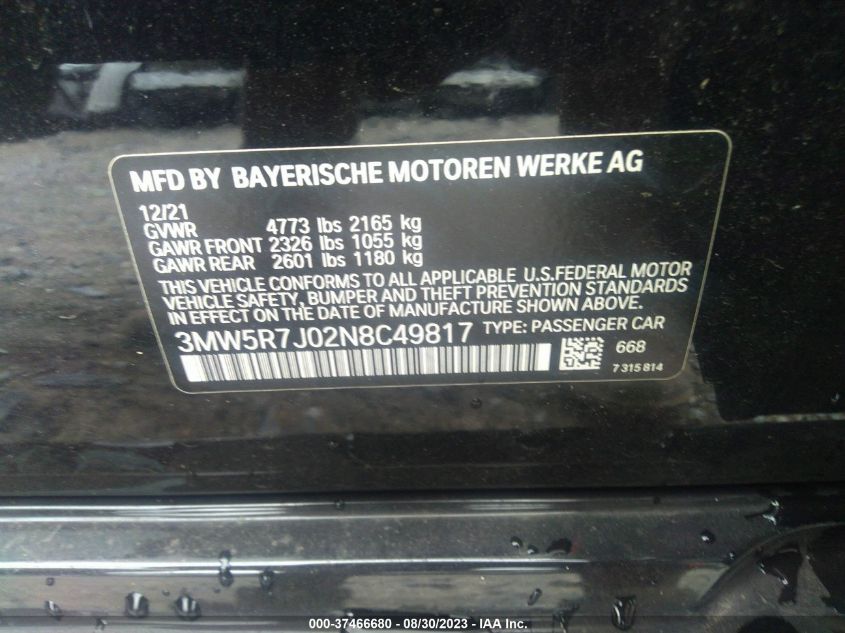 MFD BY BAYERISCHE MOTOREN WERKE AG
12/21
GVWR 4773 lbs 2165 kg
GAWR FRONT 2326 lbs 1055 kg
GAWR REAR 2601 lbs 1180 kg
THIS VEHICLE CONFORMS TO ALL APPLICABLE U.S.FEDERAL MOTOR
VEHICLE SAFETY, BUMPER AND THEFT PREVENTION STANDARDS
IN EFFECT ON THE DATE OF MANUFACTURE SHOWN ABOVE.
3MW5R7J02N8C49817 TYPE: PASSENGER CAR
668
7 315 814
000-37466680 - 08/30/2023 - IAA Inc.